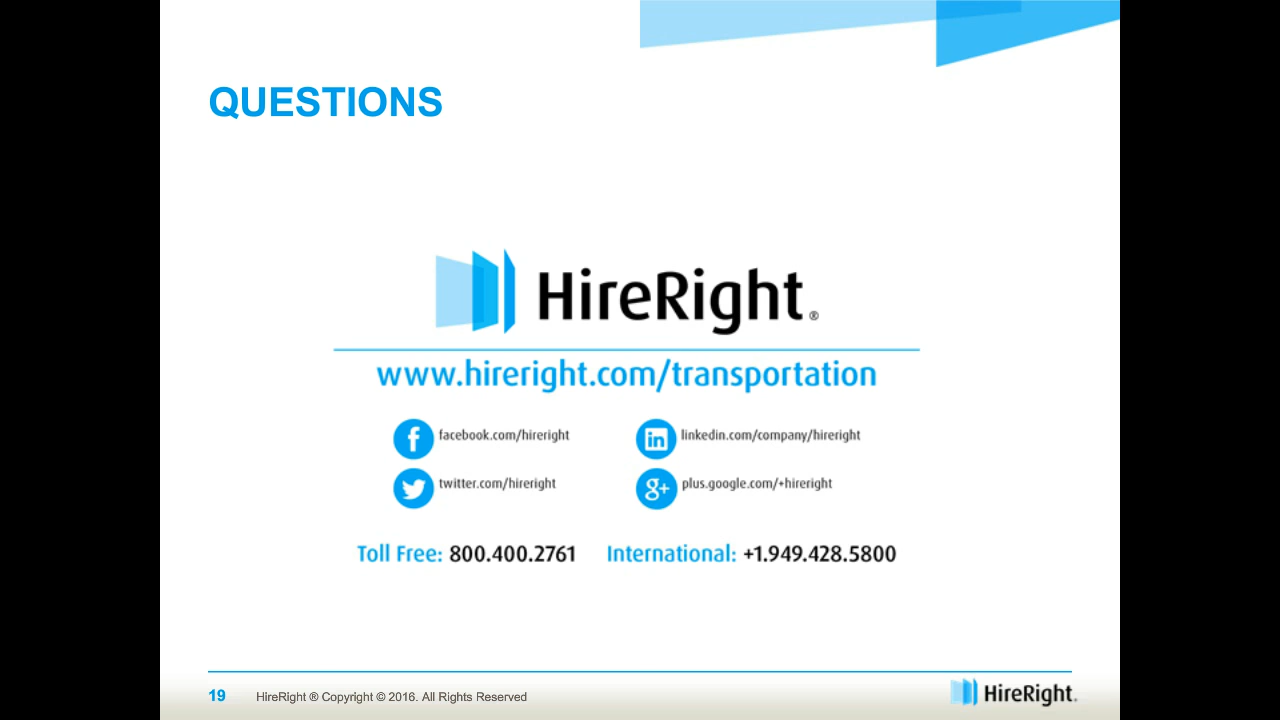 QUESTIONS
HireRight®
www.hireright.com/transportation
facebook.com/hireright
linkedin.com/company/hireright
twitter.com/hireright
plus.google.com/+hireright
Toll Free: 800.400.2761 International: +1.949.428.5800
19 HireRight ® Copyright © 2016. All Rights Reserved
HireRight